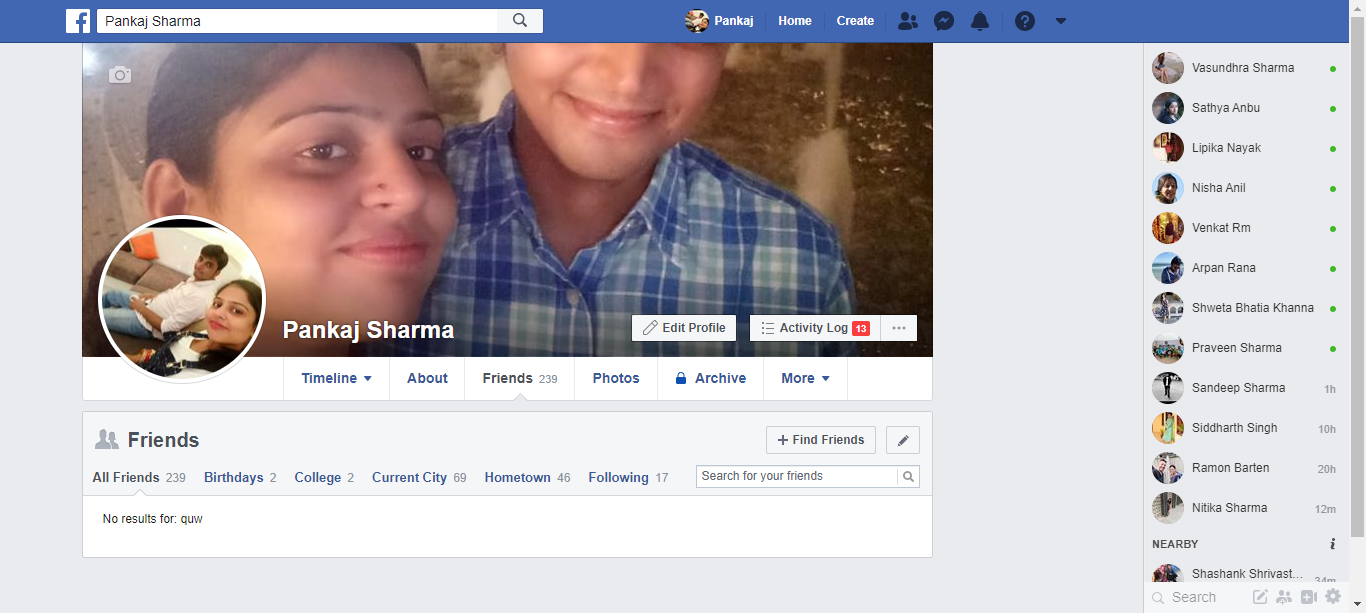 f
Pankaj Sharma
Pankaj Home Create
Pankaj Sharma
Edit Profile
Activity Log 13
Timeline
About
Friends 239
Photos
Archive
More
Friends
+ Find Friends
All Friends 239 Birthdays 2 College 2 Current City 69 Hometown 46 Following 17
Search for your friends
No results for: quw
Vasundhra Sharma
Sathya Anbu
Lipika Nayak
Nisha Anil
Venkat Rm
Arpan Rana
Shweta Bhatia Khanna
Praveen Sharma
Sandeep Sharma 1h
Siddharth Singh 10h
Ramon Barten 20h
Nitika Sharma 12m
NEARBY i
Shashank Shrivast... 34m
Search